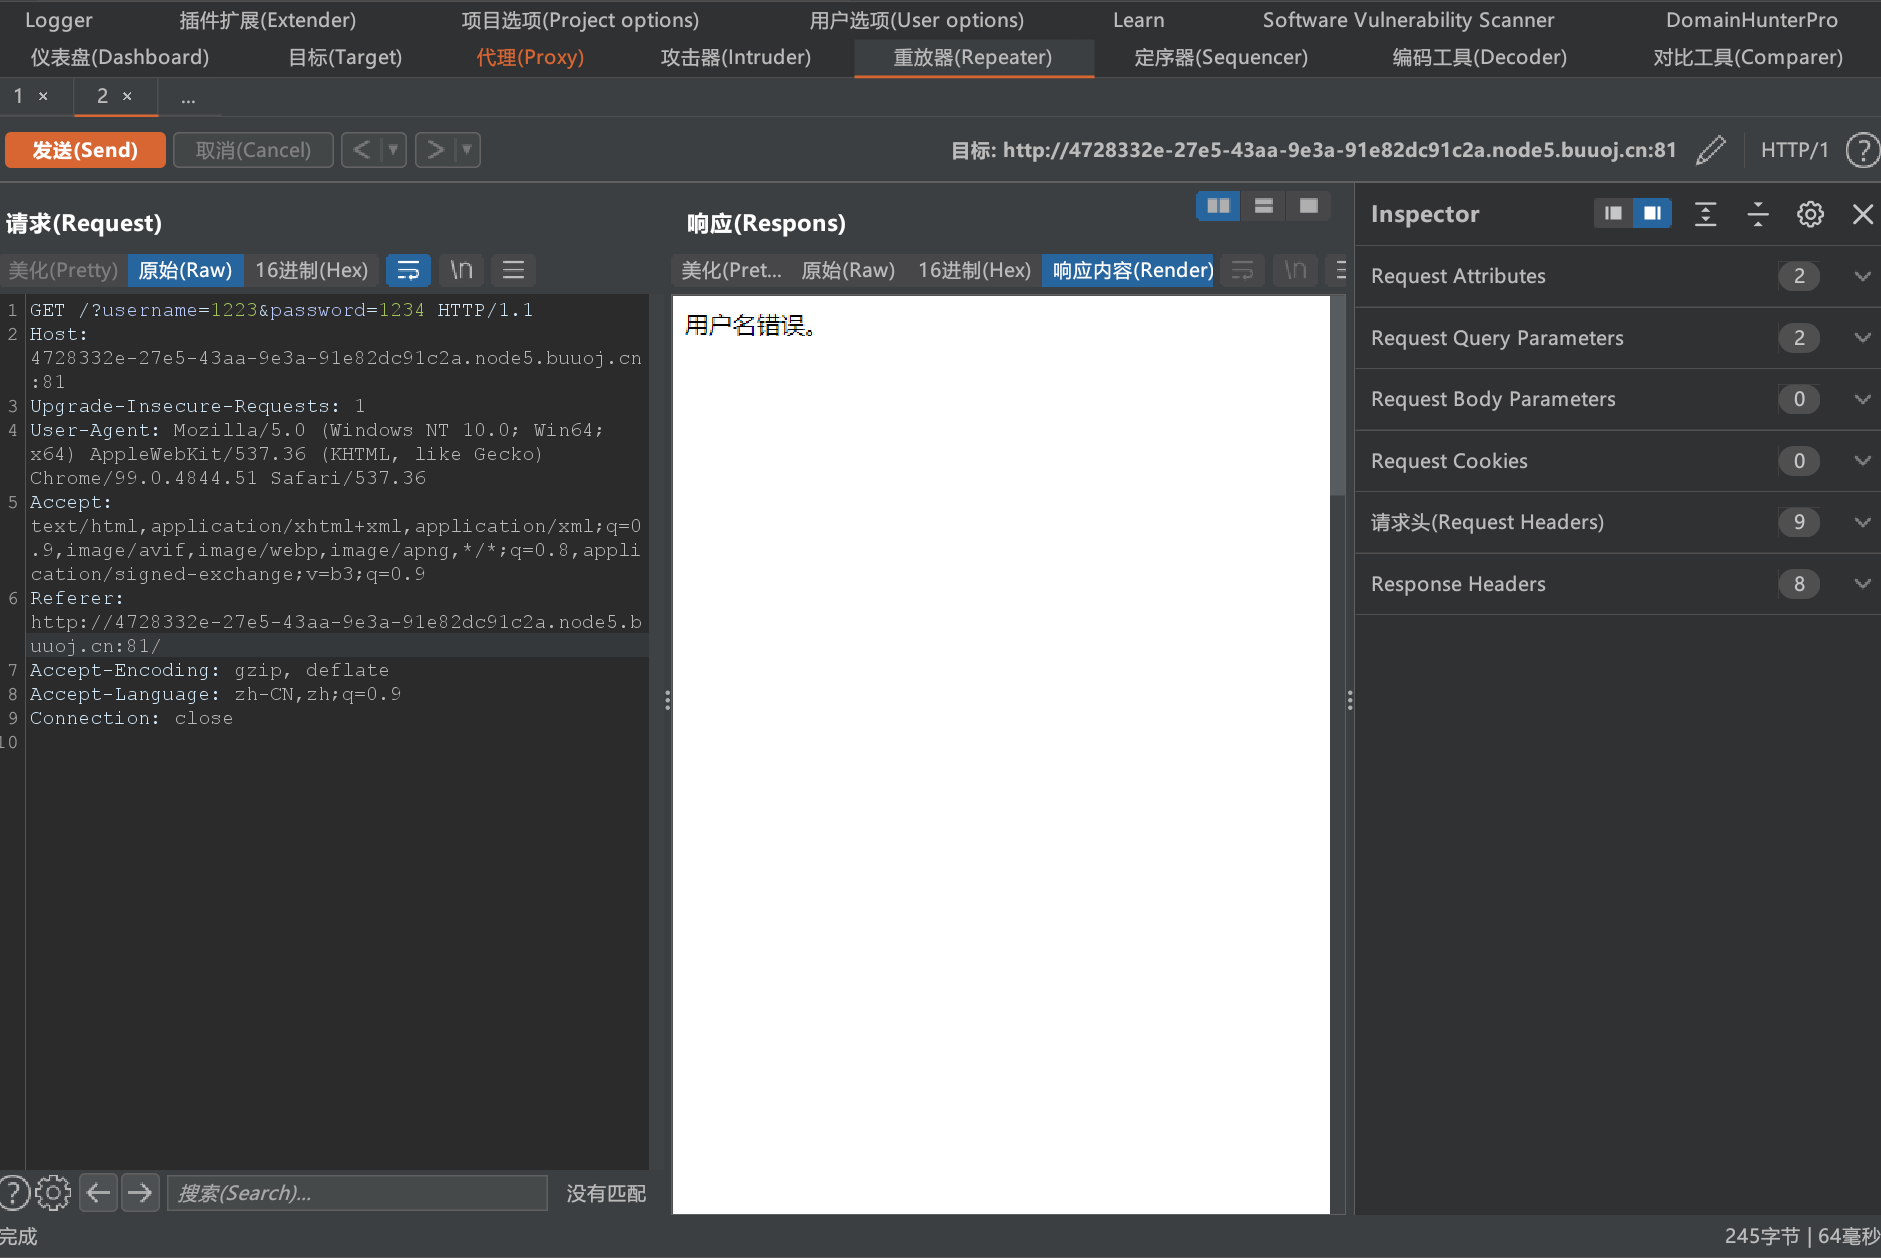 Logger 插件扩展(Extender) 项目选项(Project options) 用户选项(User options) Learn Software Vulnerability Scanner DomainHunterPro
仪表盘(Dashboard) 目标(Target) 代理(Proxy) 攻击器(Intruder) 重放器(Repeater) 定序器(Sequencer) 编码工具(Decoder) 对比工具(Comparer)
1 × 2 × ...
发送(Send) 取消(Cancel) < > 目标: http://4728332e-27e5-43aa-9e3a-91e82dc91c2a.node5.buuoj.cn:81 HTTP/1 ?
请求(Request)
美化(Pretty) 原始(Raw) 16进制(Hex) \n
1 GET /?username=1223&password=1234 HTTP/1.1
2 Host:
4728332e-27e5-43aa-9e3a-91e82dc91c2a.node5.buuoj.cn
:81
3 Upgrade-Insecure-Requests: 1
4 User-Agent: Mozilla/5.0 (Windows NT 10.0; Win64;
x64) AppleWebKit/537.36 (KHTML, like Gecko)
Chrome/99.0.4844.51 Safari/537.36
5 Accept:
text/html,application/xhtml+xml,application/xml;q=0
.9,image/avif,image/webp,image/apng,*/*;q=0.8,appli
cation/signed-exchange;v=b3;q=0.9
6 Referer:
http://4728332e-27e5-43aa-9e3a-91e82dc91c2a.node5.b
uuoj.cn:81/
7 Accept-Encoding: gzip, deflate
8 Accept-Language: zh-CN,zh;q=0.9
9 Connection: close
10
? 搜索(Search)... 没有匹配
响应(Respons)
美化(Pret... 原始(Raw) 16进制(Hex) 响应内容(Render) \n
用户名错误。
Inspector
Request Attributes 2
Request Query Parameters 2
Request Body Parameters 0
Request Cookies 0
请求头(Request Headers) 9
Response Headers 8
完成 245字节 | 64毫秒